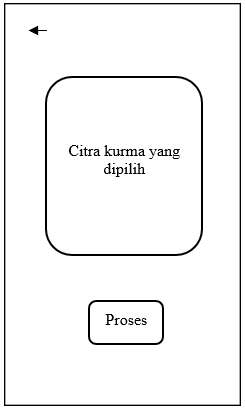 Citra kurma yang
dipilih
Proses